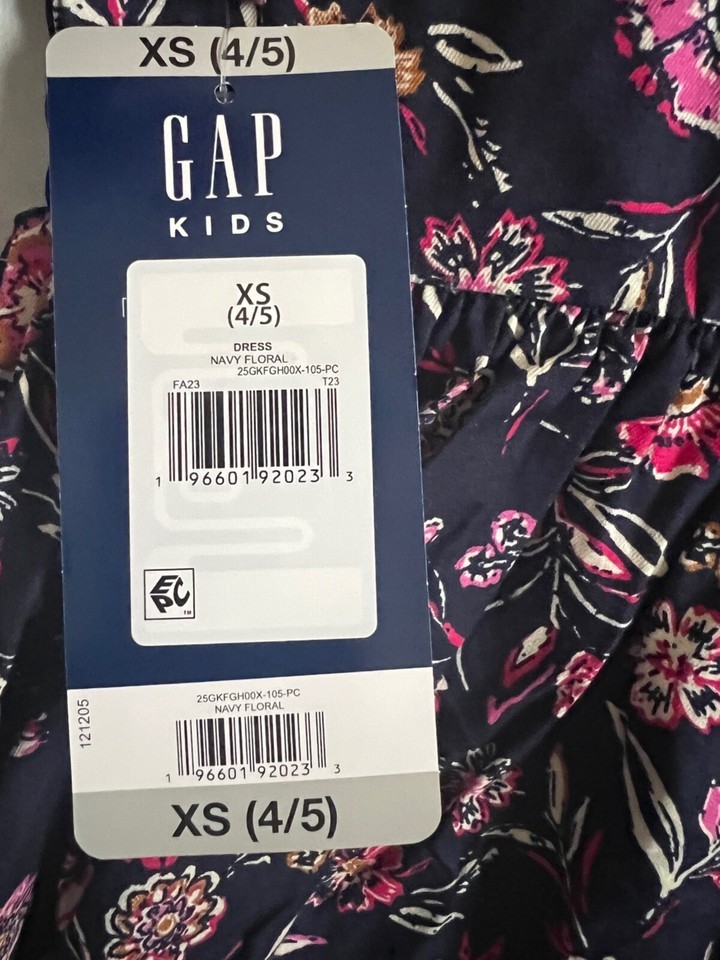 XS (4/5)
GAP
KIDS
XS
(4/5)
DRESS
NAVY FLORAL
25GKFGH00X-105-PC
FA23 T23
1 96601 92023 3
EPC
TM
25GKFGH00X-105-PC
NAVY FLORAL
121205
1 96601 92023 3
XS (4/5)